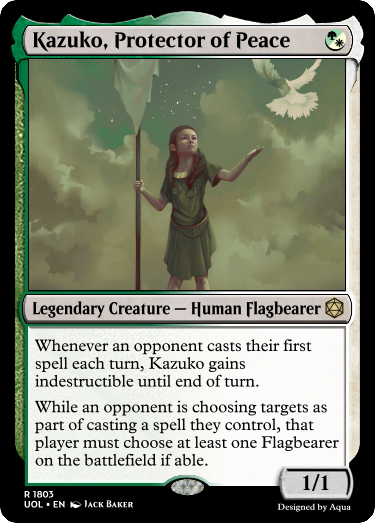 Kazuko, Protector of Peace
Legendary Creature — Human Flagbearer
Whenever an opponent casts their first
spell each turn, Kazuko gains
indestructible until end of turn.
While an opponent is choosing targets as
part of casting a spell they control, that
player must choose at least one Flagbearer
on the battlefield if able.
1/1
R 1803
UOL • EN Jack Baker
Designed by Aqua